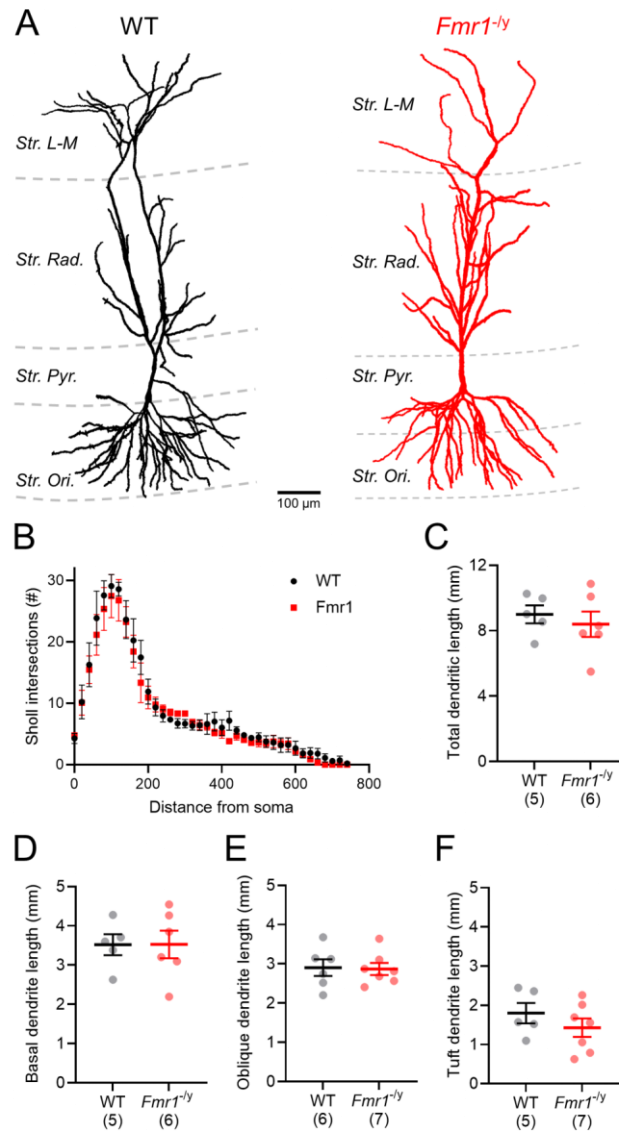 A
WT
Fmr1-/y
Str. L-M
Str. Rad.
Str. Pyr.
Str. Ori.
100 µm
Str. L-M
Str. Rad.
Str. Pyr.
Str. Ori.
B
Sholl intersections (#)
30
20
10
0
WT
Fmr1
0 200 400 600 800
Distance from soma
C
Total dendritic length (mm)
12
9
6
3
0
WT Fmr1-/y
(5) (6)
D
Basal dendrite length (mm)
5
4
3
2
1
0
WT Fmr1-/y
(5) (6)
E
Oblique dendrite length (mm)
5
4
3
2
1
0
WT Fmr1-/y
(6) (7)
F
Tuft dendrite length (mm)
5
4
3
2
1
0
WT Fmr1-/y
(5) (7)